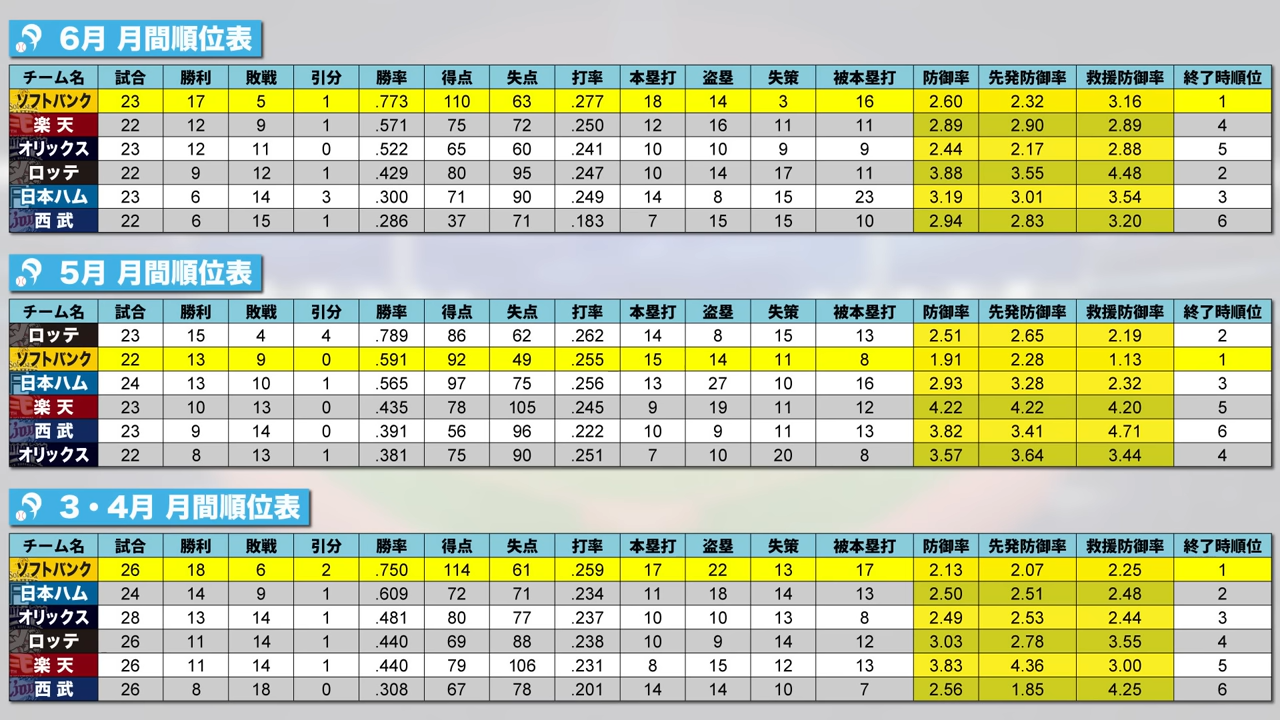 6月 月間順位表
チーム名 試合 勝利 敗戦 引分 勝率 得点 失点 打率 本塁打 盗塁 失策 被本塁打 防御率 先発防御率 救援防御率 終了時順位
ソフトバンク 23 17 5 1 .773 110 63 .277 18 14 3 16 2.60 2.32 3.16 1
楽天 22 12 9 1 .571 75 72 .250 12 16 11 11 2.89 2.90 2.89 4
オリックス 23 12 11 0 .522 65 60 .241 10 10 9 9 2.44 2.17 2.88 5
ロッテ 22 9 12 1 .429 80 95 .247 10 14 17 11 3.88 3.55 4.48 2
日本ハム 23 6 14 3 .300 71 90 .249 14 8 15 23 3.19 3.01 3.54 3
西武 22 6 15 1 .286 37 71 .183 7 15 15 10 2.94 2.83 3.20 6
5月 月間順位表
チーム名 試合 勝利 敗戦 引分 勝率 得点 失点 打率 本塁打 盗塁 失策 被本塁打 防御率 先発防御率 救援防御率 終了時順位
ロッテ 23 15 4 4 .789 86 62 .262 14 8 15 13 2.51 2.65 2.19 2
ソフトバンク 22 13 9 0 .591 92 49 .255 15 14 11 8 1.91 2.28 1.13 1
日本ハム 24 13 10 1 .565 97 75 .256 13 27 10 16 2.93 3.28 2.32 3
楽天 23 10 13 0 .435 78 105 .245 9 19 11 12 4.22 4.22 4.20 5
西武 23 9 14 0 .391 56 96 .222 10 9 11 13 3.82 3.41 4.71 6
オリックス 22 8 13 1 .381 75 90 .251 7 10 20 8 3.57 3.64 3.44 4
3・4月 月間順位表
チーム名 試合 勝利 敗戦 引分 勝率 得点 失点 打率 本塁打 盗塁 失策 被本塁打 防御率 先発防御率 救援防御率 終了時順位
ソフトバンク 26 18 6 2 .750 114 61 .259 17 22 13 17 2.13 2.07 2.25 1
日本ハム 24 14 9 1 .609 72 71 .234 11 18 14 13 2.50 2.51 2.48 2
オリックス 28 13 14 1 .481 80 77 .237 10 10 14 8 2.49 2.53 2.44 3
ロッテ 26 11 14 1 .440 69 88 .238 10 9 14 12 3.03 2.78 3.55 4
楽天 26 11 14 1 .440 79 106 .231 8 15 12 13 3.83 4.36 3.00 5
西武 26 8 18 0 .308 67 78 .201 14 14 10 7 2.56 1.85 4.25 6